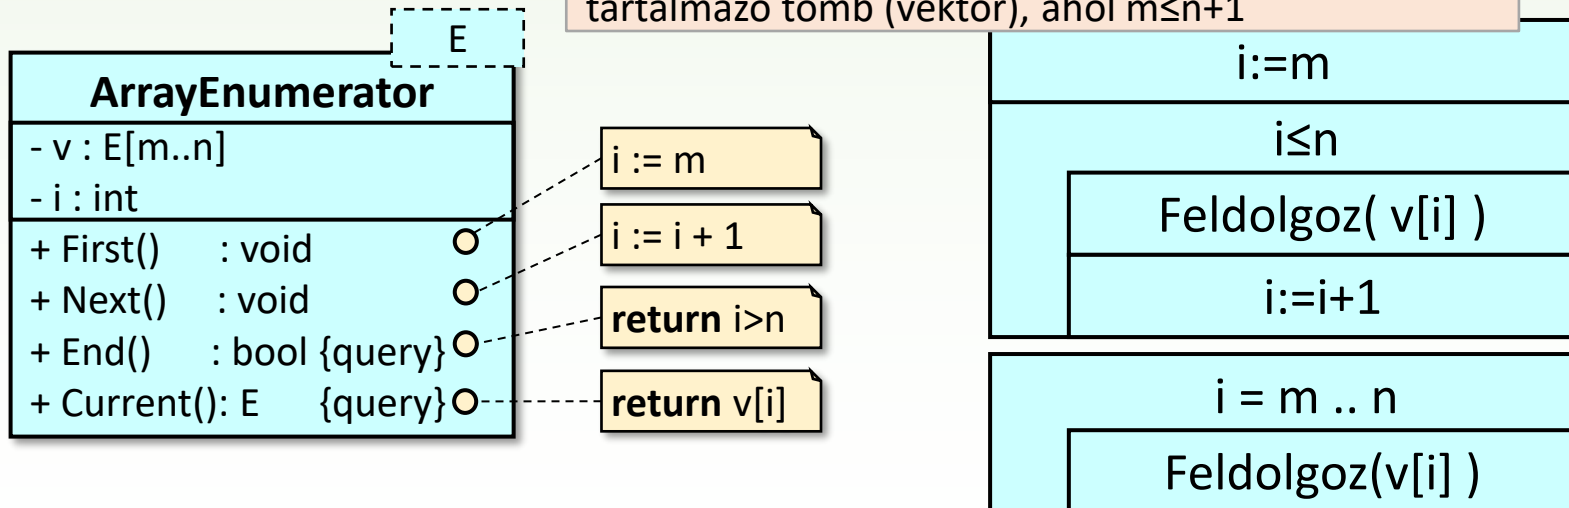 tartalmazó tömb (vektor), ahol m≤n+1
E
ArrayEnumerator
- v : E[m..n]
- i : int
+ First() : void
+ Next() : void
+ End() : bool {query}
+ Current(): E {query}
i := m
i := i + 1
return i>n
return v[i]
i:=m
i≤n
Feldolgoz( v[i] )
i:=i+1
i = m .. n
Feldolgoz(v[i] )